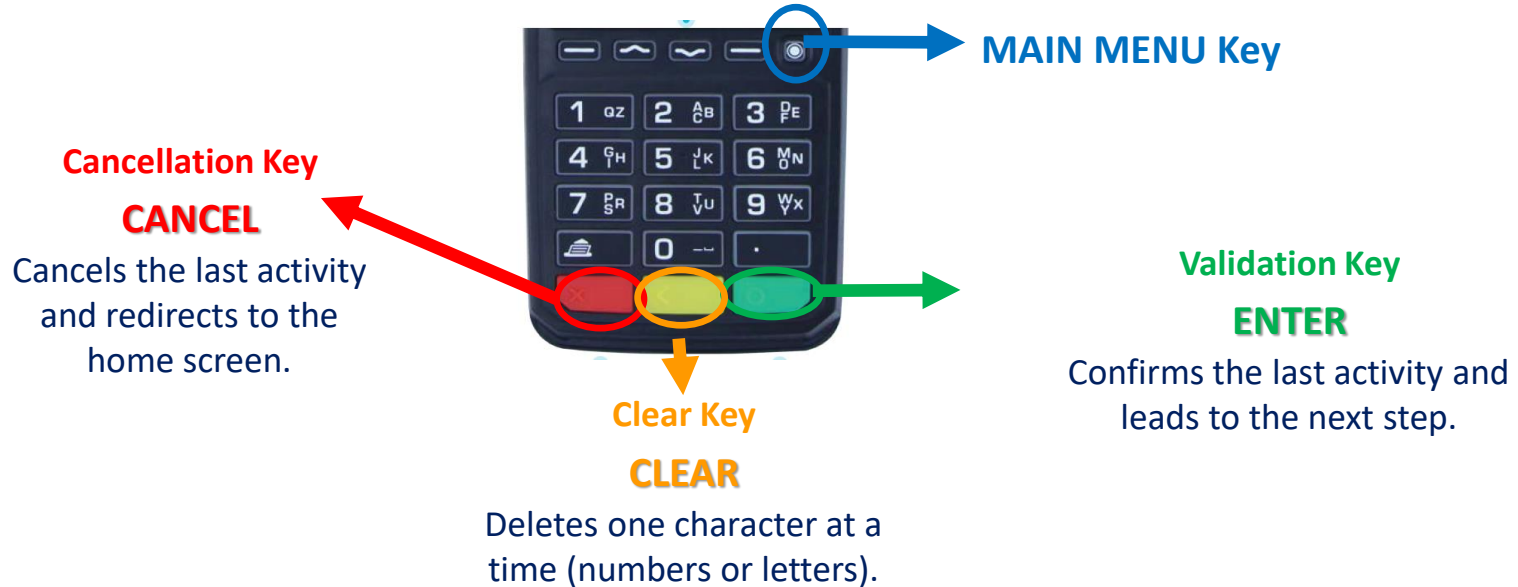 MAIN MENU Key
1 QZ 2 ABC 3 DEF
4 GHI 5 JKL 6 MNO
7 PRS 8 TUV 9 WXY
0 .
Cancellation Key
CANCEL
Cancels the last activity
and redirects to the
home screen.
Validation Key
ENTER
Confirms the last activity and
leads to the next step.
Clear Key
CLEAR
Deletes one character at a
time (numbers or letters).